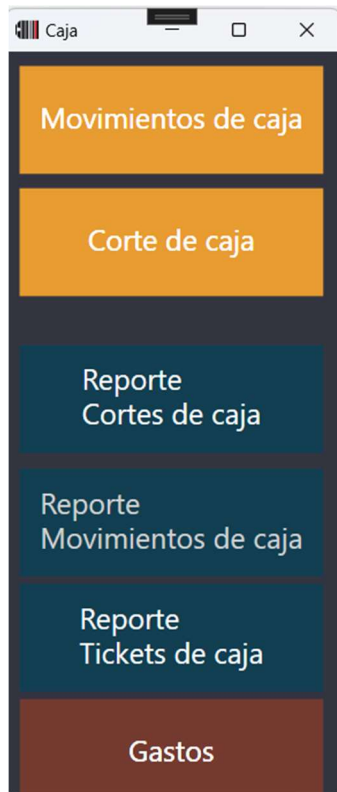 Caja
Movimientos de caja
Corte de caja
Reporte
Cortes de caja
Reporte
Movimientos de caja
Reporte
Tickets de caja
Gastos